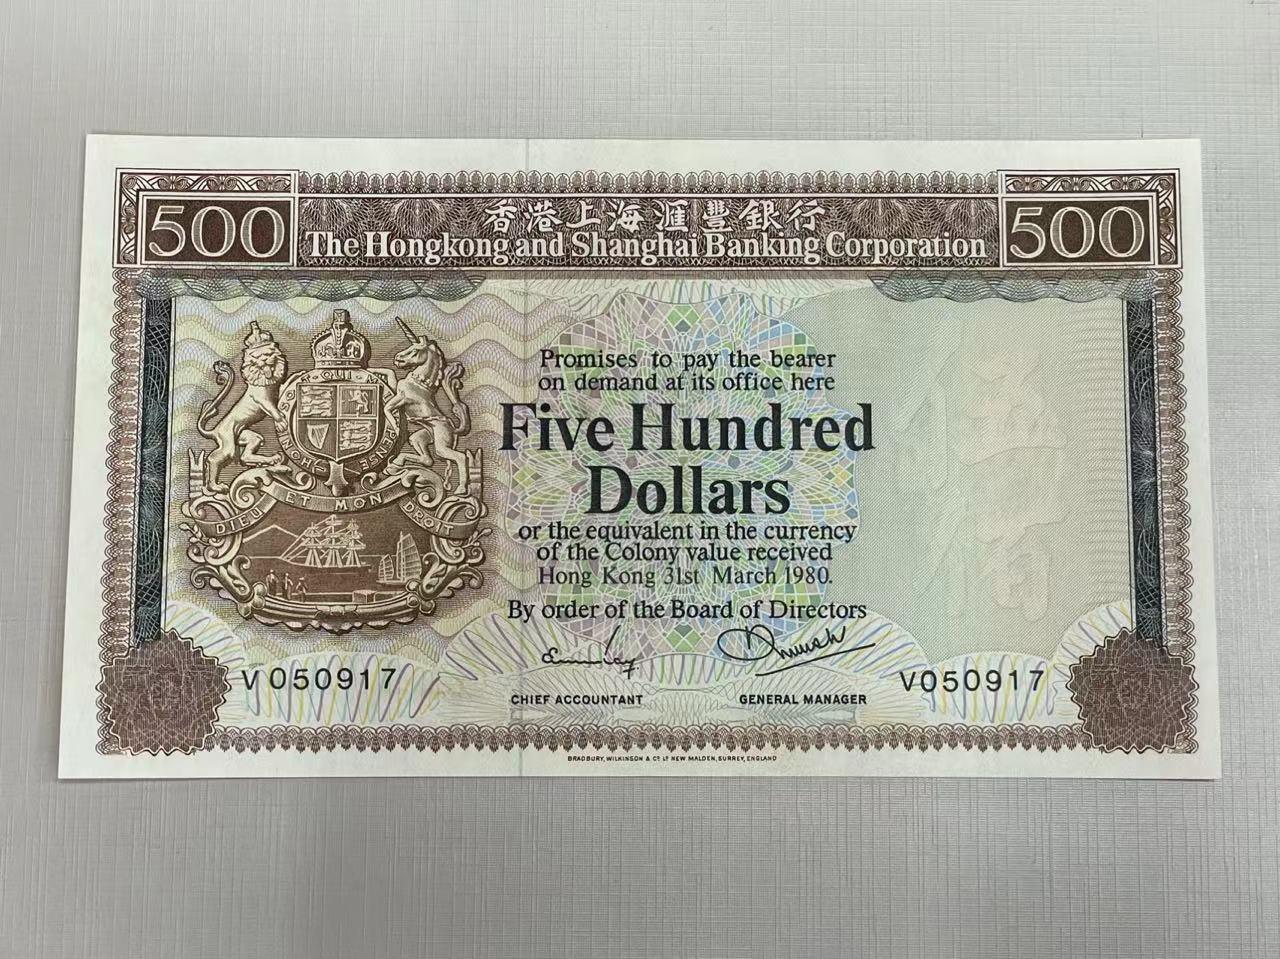 500
香港上海滙豐銀行
The Hongkong and Shanghai Banking Corporation
500
Promises to pay the bearer
on demand at its office here
Five Hundred
Dollars
or the equivalent in the currency
of the Colony value received
Hong Kong 31st March 1980.
By order of the Board of Directors
DIEU ET MON DROIT
V 050917
CHIEF ACCOUNTANT
GENERAL MANAGER
V050917
BRADBURY, WILKINSON & Cº Lᵈ NEW MALDEN, SURREY, ENGLAND